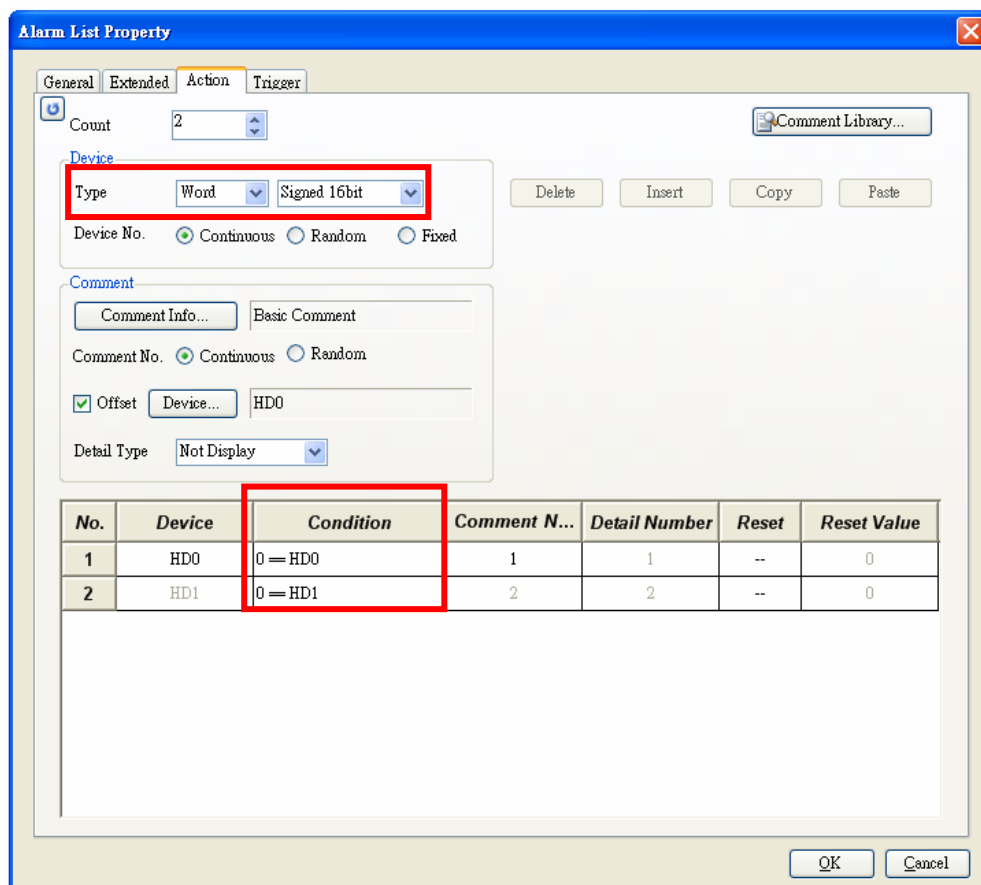 Alarm List Property
General Extended Action Trigger
Count 2 Comment Library...
Device
Type Word Signed 16bit Delete Insert Copy Paste
Device No. Continuous Random Fixed
Comment
Comment Info... Basic Comment
Comment No. Continuous Random
Offset Device... HD0
Detail Type Not Display
No. Device Condition Comment N... Detail Number Reset Reset Value
1 HD0 0 == HD0 1 1 -- 0
2 HD1 0 == HD1 2 2 -- 0
OK Cancel